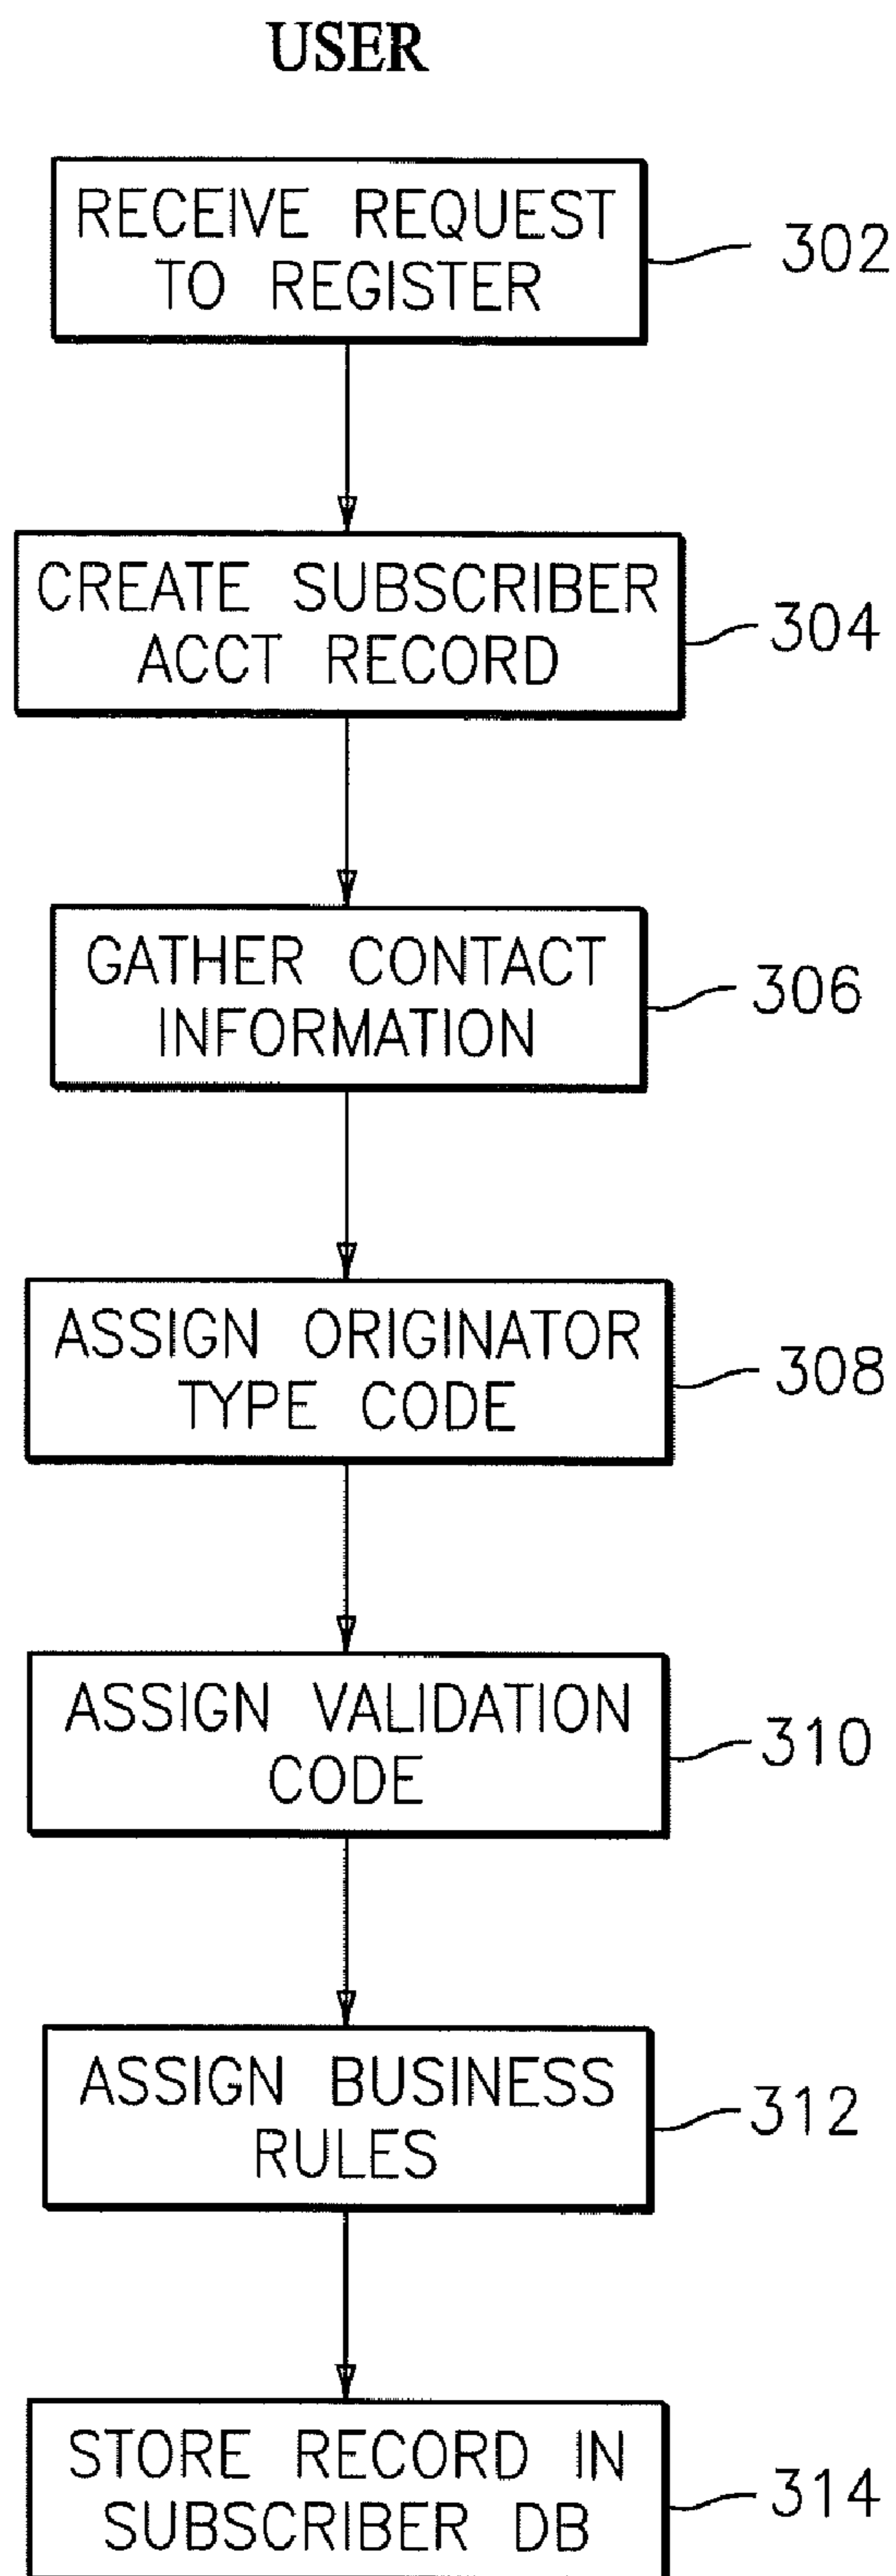 USER
RECEIVE REQUEST
TO REGISTER
302
CREATE SUBSCRIBER
ACCT RECORD
304
GATHER CONTACT
INFORMATION
306
ASSIGN ORIGINATOR
TYPE CODE
308
ASSIGN VALIDATION
CODE
310
ASSIGN BUSINESS
RULES
312
STORE RECORD IN
SUBSCRIBER DB
314